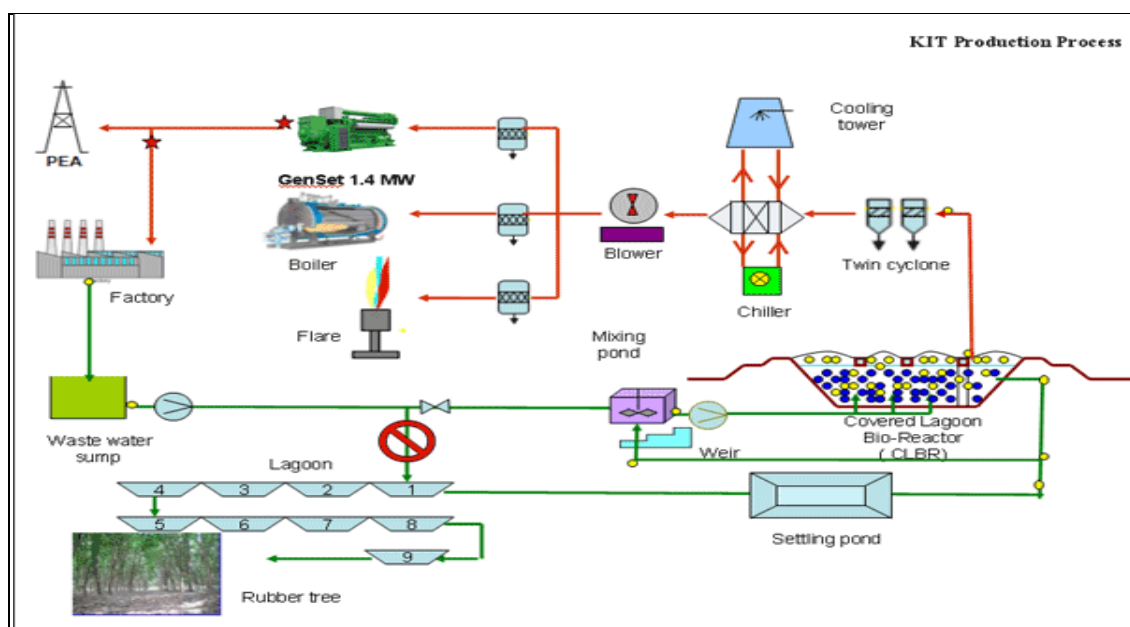 KIT Production Process
Cooling
tower
PEA
GenSet 1.4 MW
Boiler
Blower
Twin cyclone
Factory
Chiller
Flare
Mixing
pond
Waste water
sump
Covered Lagoon
Bio-Reactor
( CLBR)
Weir
Lagoon
4 3 2 1
5 6 7 8
9
Settling pond
Rubber tree